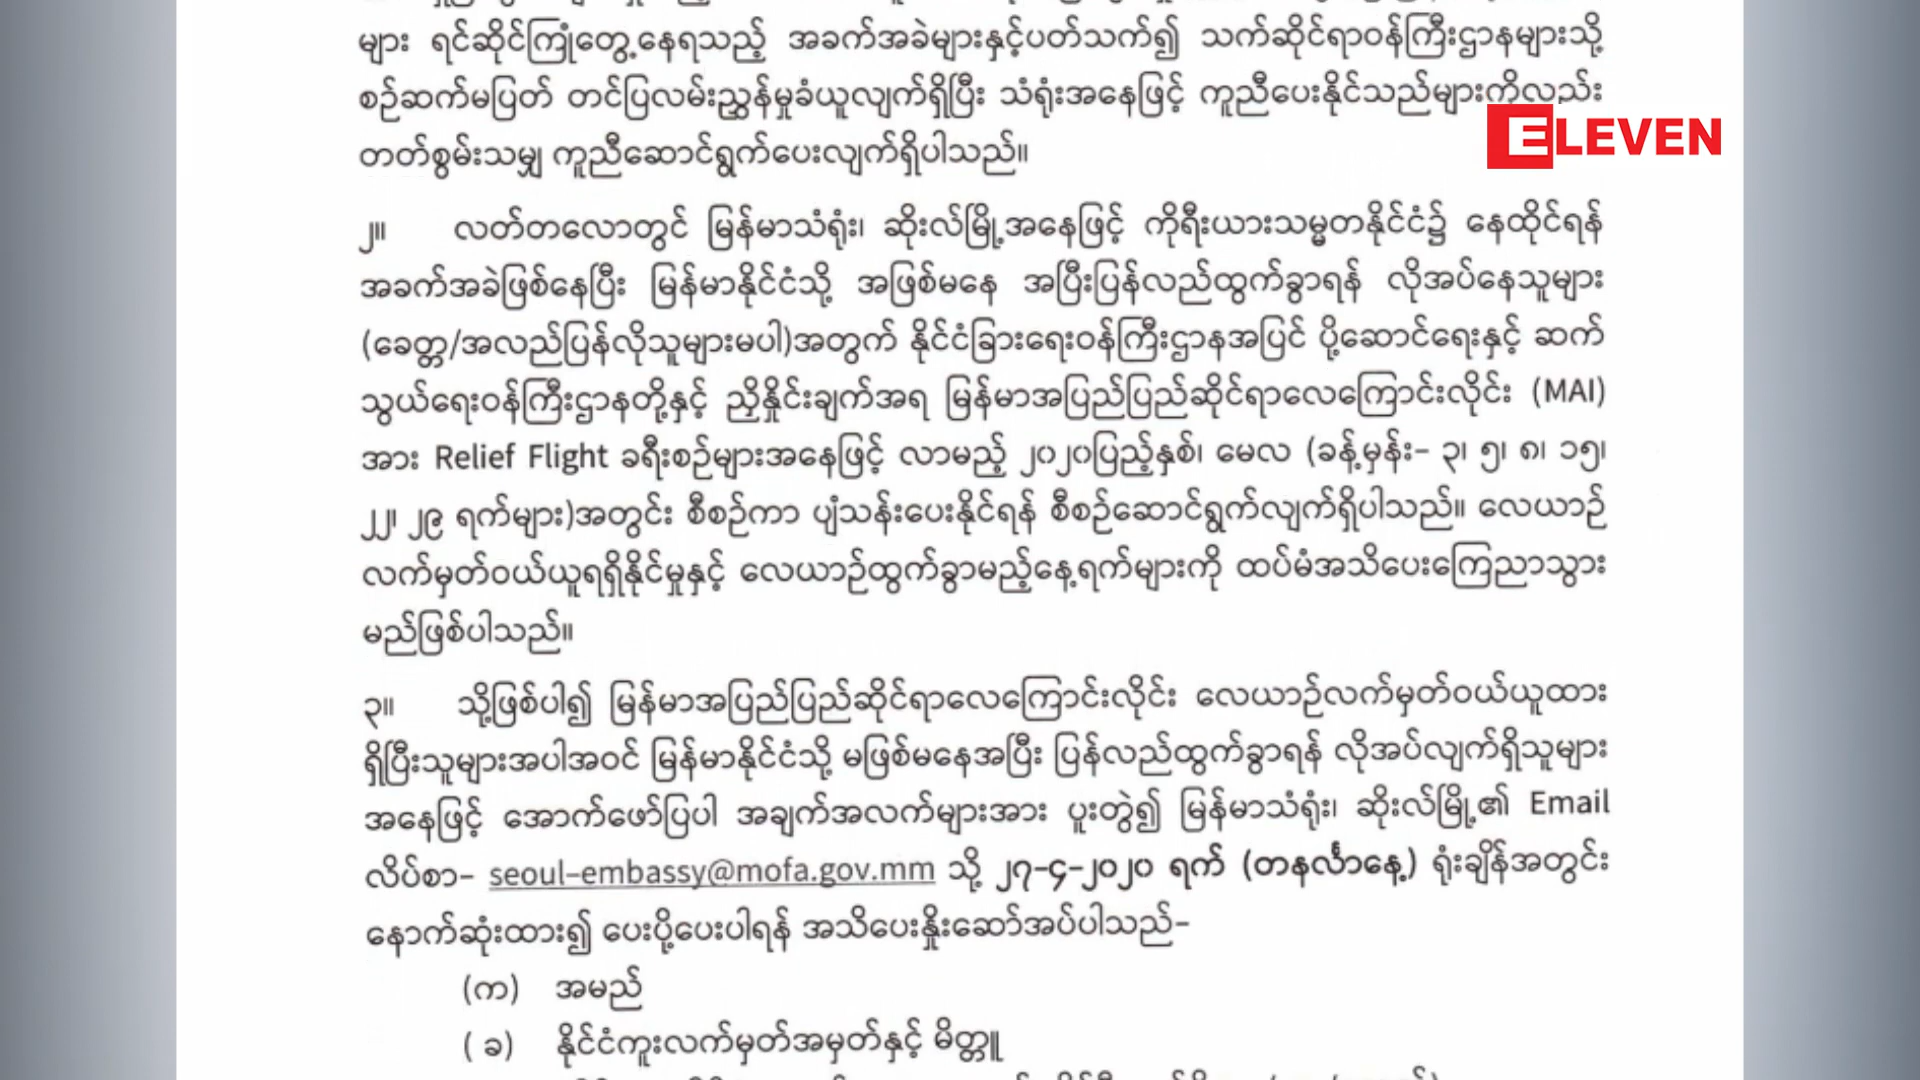 များ ရင်ဆိုင်ကြုံတွေ့နေရသည့် အခက်အခဲများနှင့်ပတ်သက်၍ သက်ဆိုင်ရာဝန်ကြီးဌာနများသို့
စဉ်ဆက်မပြတ် တင်ပြလမ်းညွှန်မှုခံယူလျက်ရှိပြီး သံရုံးအနေဖြင့် ကူညီပေးနိုင်သည်များကိုလည်း
ELEVEN
တတ်စွမ်းသမျှ ကူညီဆောင်ရွက်ပေးလျက်ရှိပါသည်။
၂။ လတ်တလောတွင် မြန်မာသံရုံး၊ ဆိုးလ်မြို့အနေဖြင့် ကိုရီးယားသမ္မတနိုင်ငံ၌ နေထိုင်ရန်
အခက်အခဲဖြစ်နေပြီး မြန်မာနိုင်ငံသို့ အဖြစ်မနေ အပြီးပြန်လည်ထွက်ခွာရန် လိုအပ်နေသူများ
(ခေတ္တ/အလည်ပြန်လိုသူများမပါ)အတွက် နိုင်ငံခြားရေးဝန်ကြီးဌာနအပြင် ပို့ဆောင်ရေးနှင့် ဆက်
သွယ်ရေးဝန်ကြီးဌာနတို့နှင့် ညှိနှိုင်းချက်အရ မြန်မာအပြည်ပြည်ဆိုင်ရာလေကြောင်းလိုင်း (MAI)
အား Relief Flight ခရီးစဉ်များအနေဖြင့် လာမည့် ၂၀၂၀ပြည့်နှစ်၊ မေလ (ခန့်မှန်း- ၃၊ ၅၊ ၈၊ ၁၅၊
၂၂၊ ၂၉ ရက်များ)အတွင်း စီစဉ်ကာ ပျံသန်းပေးနိုင်ရန် စီစဉ်ဆောင်ရွက်လျက်ရှိပါသည်။ လေယာဉ်
လက်မှတ်ဝယ်ယူရရှိနိုင်မှုနှင့် လေယာဉ်ထွက်ခွာမည့်နေ့ရက်များကို ထပ်မံအသိပေးကြေညာသွား
မည်ဖြစ်ပါသည်။
၃။ သို့ဖြစ်ပါ၍ မြန်မာအပြည်ပြည်ဆိုင်ရာလေကြောင်းလိုင်း လေယာဉ်လက်မှတ်ဝယ်ယူထား
ရှိပြီးသူများအပါအဝင် မြန်မာနိုင်ငံသို့ မဖြစ်မနေအပြီး ပြန်လည်ထွက်ခွာရန် လိုအပ်လျက်ရှိသူများ
အနေဖြင့် အောက်ဖော်ပြပါ အချက်အလက်များအား ပူးတွဲ၍ မြန်မာသံရုံး၊ ဆိုးလ်မြို့၏ Email
လိပ်စာ- seoul-embassy@mofa.gov.mm သို့ ၂၇-၄-၂၀၂၀ ရက် (တနင်္လာနေ့) ရုံးချိန်အတွင်း
နောက်ဆုံးထား၍ ပေးပို့ပေးပါရန် အသိပေးနှိုးဆော်အပ်ပါသည်-
(က) အမည်
( ခ) နိုင်ငံကူးလက်မှတ်အမှတ်နှင့် မိတ္တူ